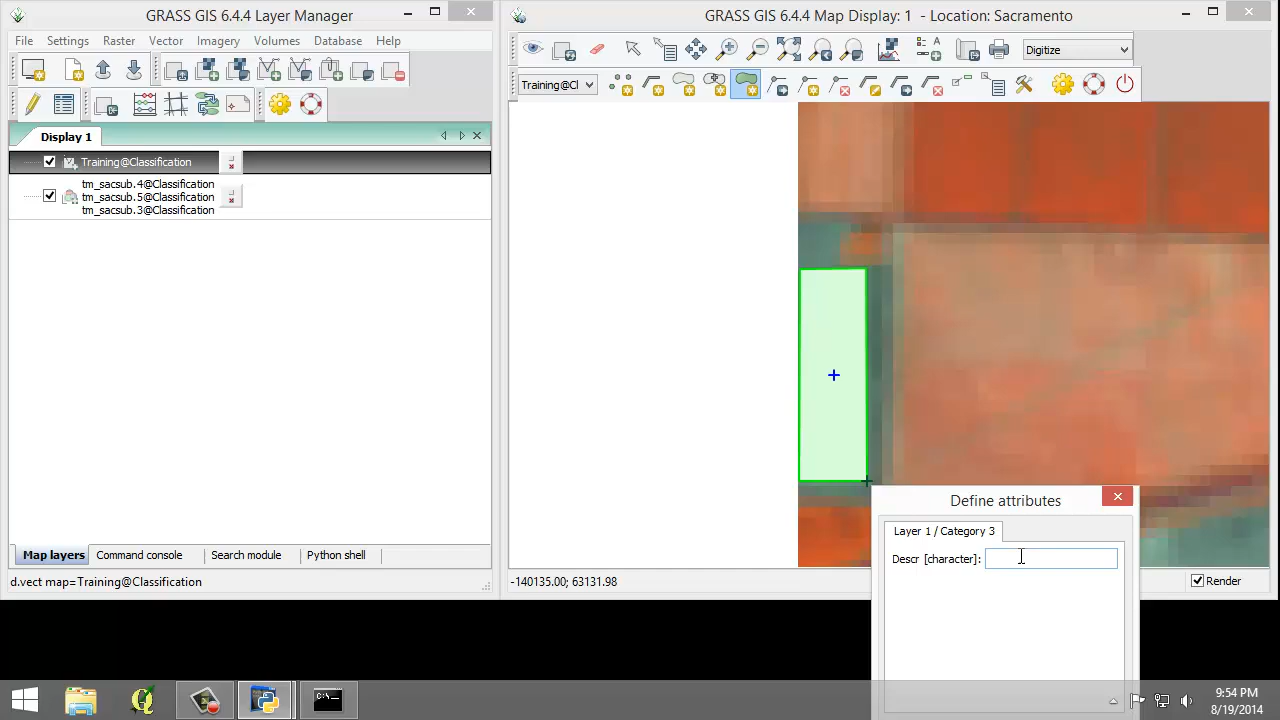 GRASS GIS 6.4.4 Layer Manager
File Settings Raster Vector Imagery Volumes Database Help
Display 1
Training@Classification
tm_sacsub.4@Classification
tm_sacsub.5@Classification
tm_sacsub.3@Classification
Map layers Command console Search module Python shell
d.vect map=Training@Classification
GRASS GIS 6.4.4 Map Display: 1 - Location: Sacramento
Digitize
Training@Cl
-140135.00; 63131.98
Render
Define attributes
Layer 1 / Category 3
Descr [character]:
9:54 PM
8/19/2014